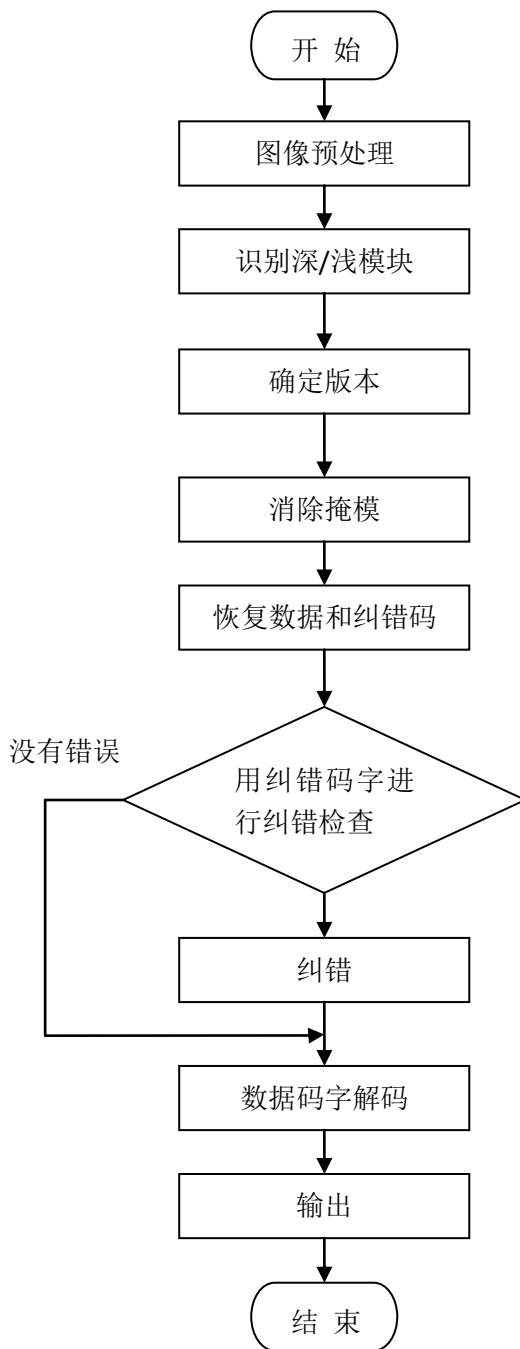 开 始
图像预处理
识别深/浅模块
确定版本
消除掩模
恢复数据和纠错码
没有错误
用纠错码字进
行纠错检查
纠错
数据码字解码
输出
结 束